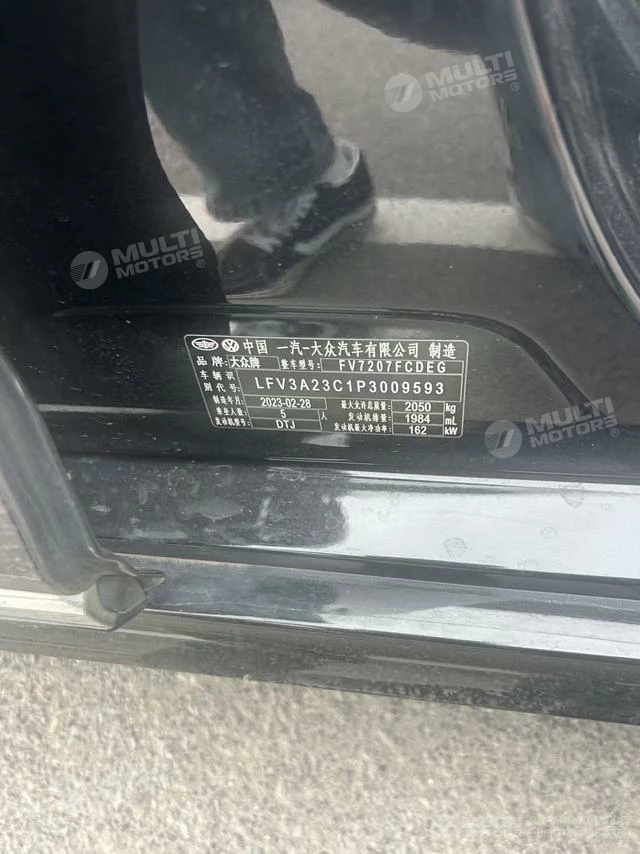 MULTI
MOTORS®
MULTI
MOTORS®
中国 一汽-大众汽车有限公司 制造
品牌 大众牌 整车型号: FV7207FCDEG
车辆识别代号: LFV3A23C1P3009593
制造年月: 2023-02-28 最大允许总质量: 2050 kg
乘坐人数: 5 人 发动机排量: 1984 mL
发动机型号: DTJ 发动机最大净功率: 162 kW
MULTI
MOTORS®